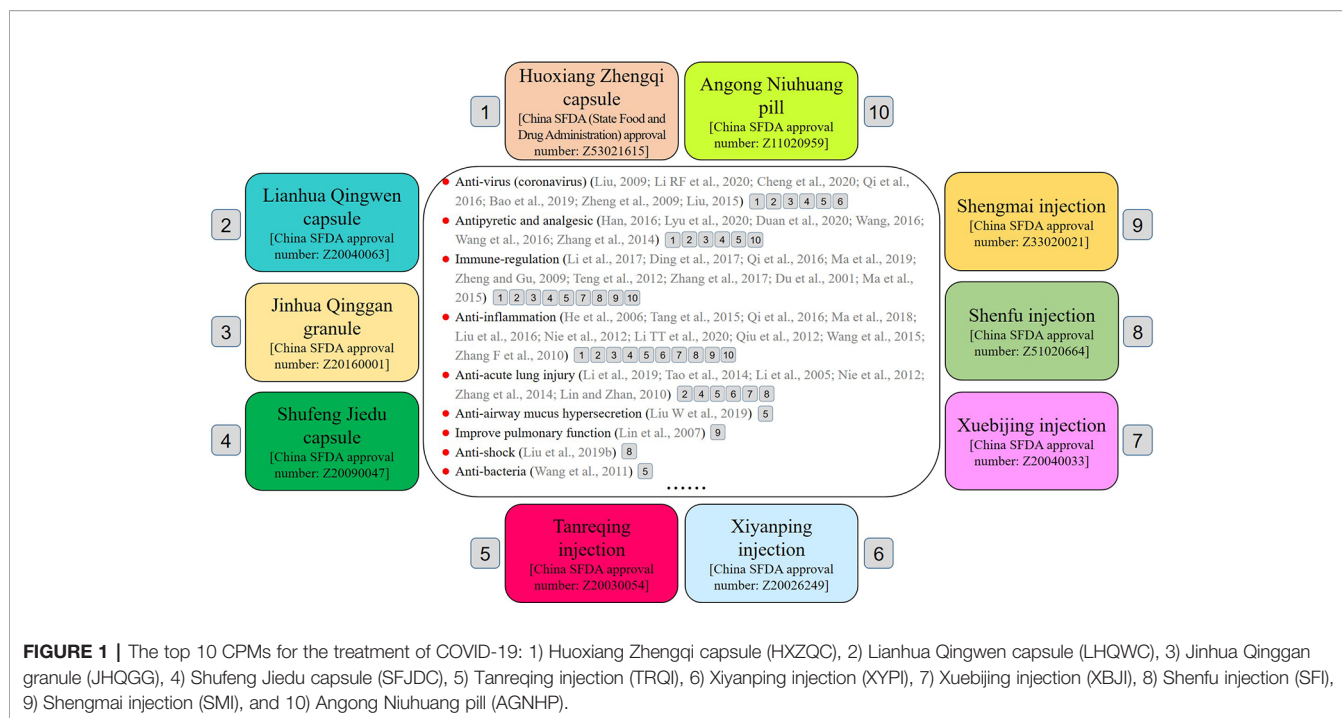 Huoxiang Zhengqi
capsule
[China SFDA (State Food and
Drug Administration) approval
number: Z53021615]
1
Angong Niuhuang
pill
[China SFDA approval
number: Z11020959]
10
Lianhua Qingwen
capsule
[China SFDA approval
number: Z20040063]
2
Jinhua Qinggan
granule
[China SFDA approval
number: Z20160001]
3
Shufeng Jiedu
capsule
[China SFDA approval
number: Z20090047]
4
• Anti-virus (coronavirus) (Liu, 2009; Li RF et al., 2020; Cheng et al., 2020; Qi et al.,
2016; Bao et al., 2019; Zheng et al., 2009; Liu, 2015) 1 2 3 4 5 6
• Antipyretic and analgesic (Han, 2016; Lyu et al., 2020; Duan et al., 2020; Wang, 2016;
Wang et al., 2016; Zhang et al., 2014) 1 2 3 4 5 10
• Immune-regulation (Li et al., 2017; Ding et al., 2017; Qi et al., 2016; Ma et al., 2019;
Zheng and Gu, 2009; Teng et al., 2012; Zhang et al., 2017; Du et al., 2001; Ma et al.,
2015) 1 2 3 4 5 7 8 9 10
• Anti-inflammation (He et al., 2006; Tang et al., 2015; Qi et al., 2016; Ma et al., 2018;
Liu et al., 2016; Nie et al., 2012; Li TT et al., 2020; Qiu et al., 2012; Wang et al., 2015;
Zhang F et al., 2010) 1 2 3 4 5 6 7 8 9 10
• Anti-acute lung injury (Li et al., 2019; Tao et al., 2014; Li et al., 2005; Nie et al., 2012;
Zhang et al., 2014; Lin and Zhan, 2010) 2 4 5 6 7 8
• Anti-airway mucus hypersecretion (Liu W et al., 2019) 5
• Improve pulmonary function (Lin et al., 2007) 9
• Anti-shock (Liu et al., 2019b) 8
• Anti-bacteria (Wang et al., 2011) 5
......
Shengmai injection
[China SFDA approval
number: Z33020021]
9
Shenfu injection
[China SFDA approval
number: Z51020664]
8
Xuebijing injection
[China SFDA approval
number: Z20040033]
7
Tanreqing
injection
[China SFDA approval
number: Z20030054]
5
Xiyanping
injection
[China SFDA approval
number: Z20026249]
6
FIGURE 1 | The top 10 CPMs for the treatment of COVID-19: 1) Huoxiang Zhengqi capsule (HXZQC), 2) Lianhua Qingwen capsule (LHQWC), 3) Jinhua Qinggan
granule (JHQGG), 4) Shufeng Jiedu capsule (SFJDC), 5) Tanreqing injection (TRQI), 6) Xiyanping injection (XYPI), 7) Xuebijing injection (XBJI), 8) Shenfu injection (SFI),
9) Shengmai injection (SMI), and 10) Angong Niuhuang pill (AGNHP).